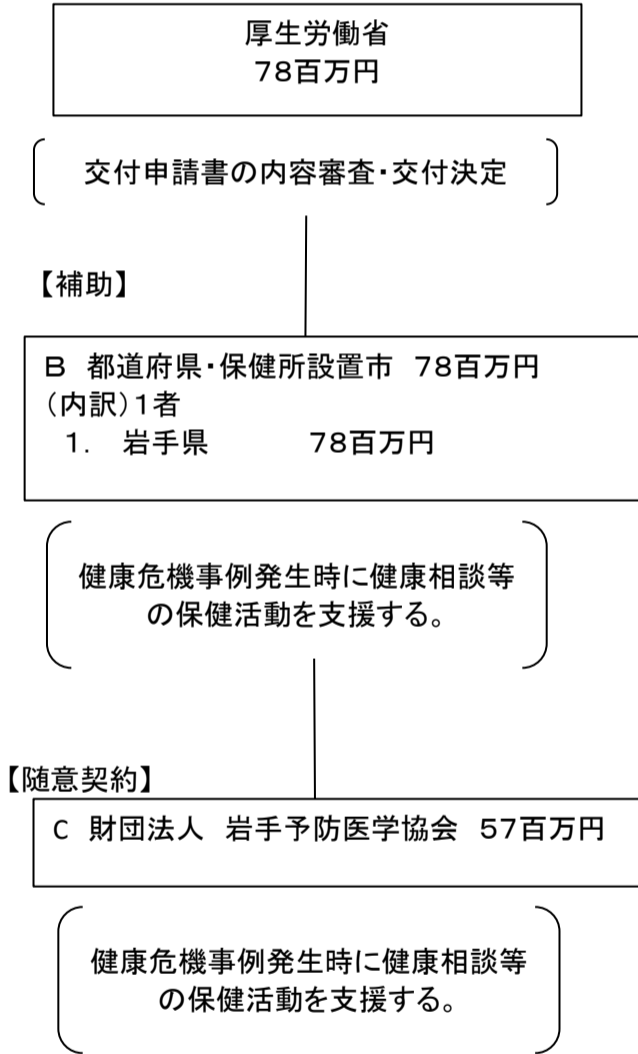 厚生労働省
78百万円
交付申請書の内容審査・交付決定
【補助】
B 都道府県・保健所設置市 78百万円
(内訳)1者
1. 岩手県 78百万円
健康危機事例発生時に健康相談等
の保健活動を支援する。
【随意契約】
C 財団法人 岩手予防医学協会 57百万円
健康危機事例発生時に健康相談等
の保健活動を支援する。